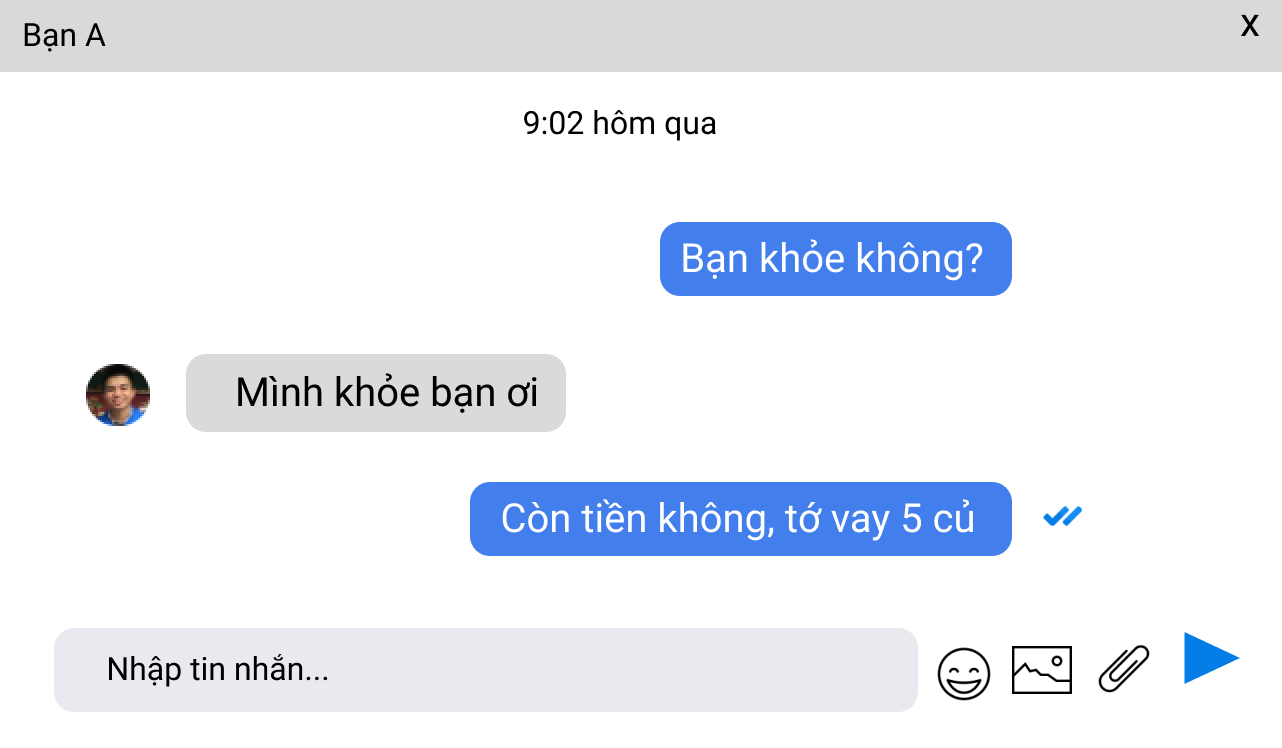 Bạn A
X
9:02 hôm qua
Bạn khỏe không?
Mình khỏe bạn ơi
Còn tiền không, tớ vay 5 củ
Nhập tin nhắn...